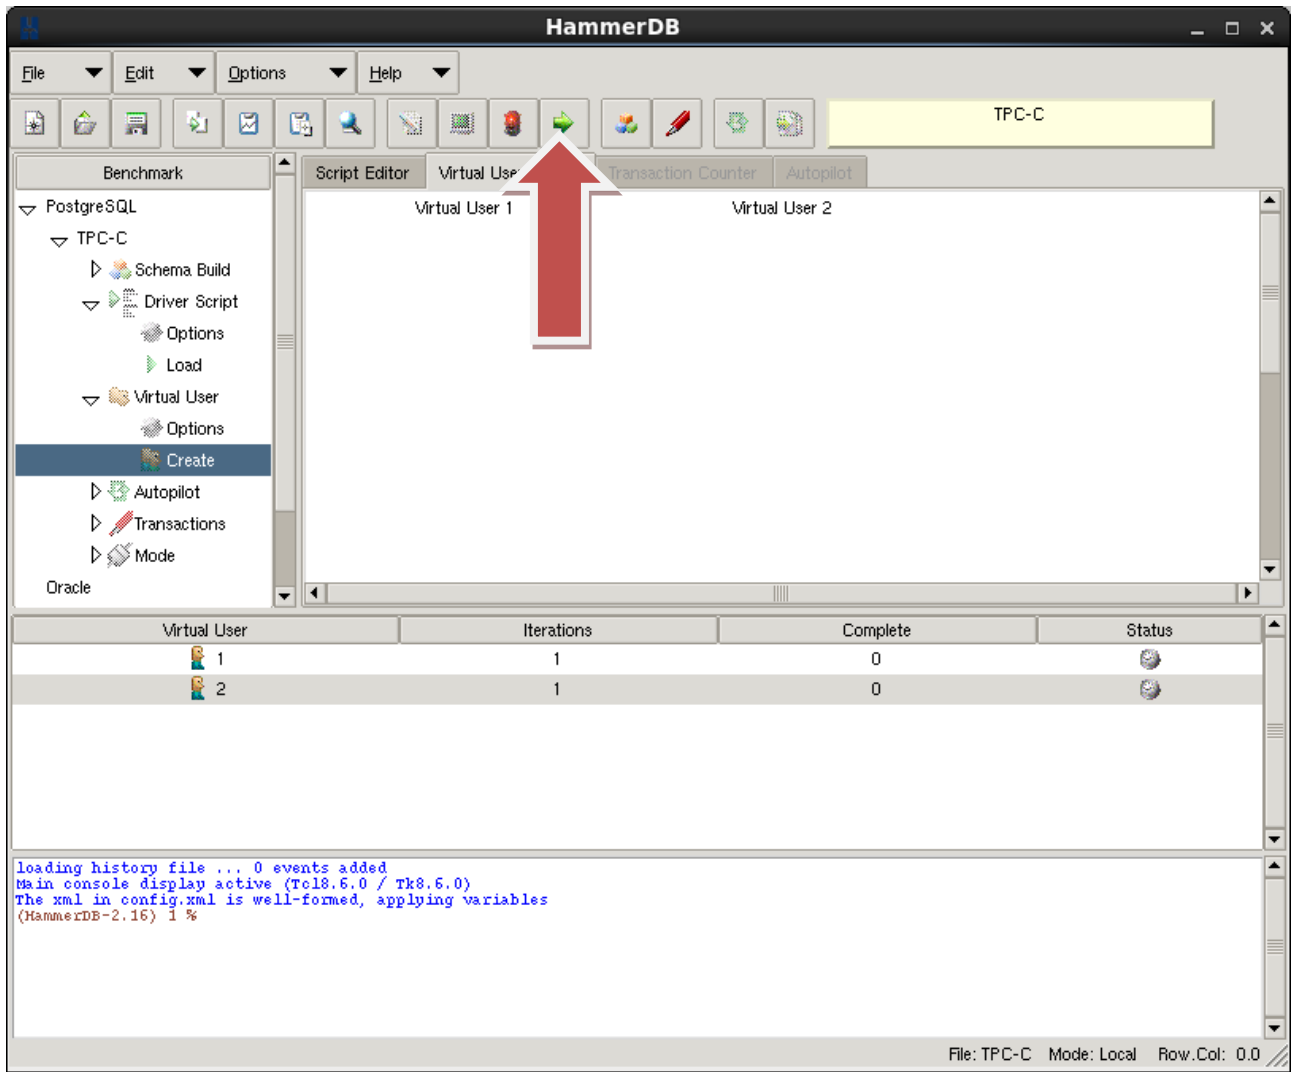 HammerDB
File Edit Options Help
TPC-C
Benchmark
Script Editor Virtual User Transaction Counter Autopilot
PostgreSQL
TPC-C
Schema Build
Driver Script
Options
Load
Virtual User
Options
Create
Autopilot
Transactions
Mode
Oracle
Virtual User 1 Virtual User 2
Virtual User Iterations Complete Status
1 1 0
2 1 0
loading history file ... 0 events added
Main console display active (Tcl8.6.0 / Tk8.6.0)
The xml in config.xml is well-formed, applying variables
(HammerDB-2.16) 1 %
File: TPC-C Mode: Local Row.Col: 0.0